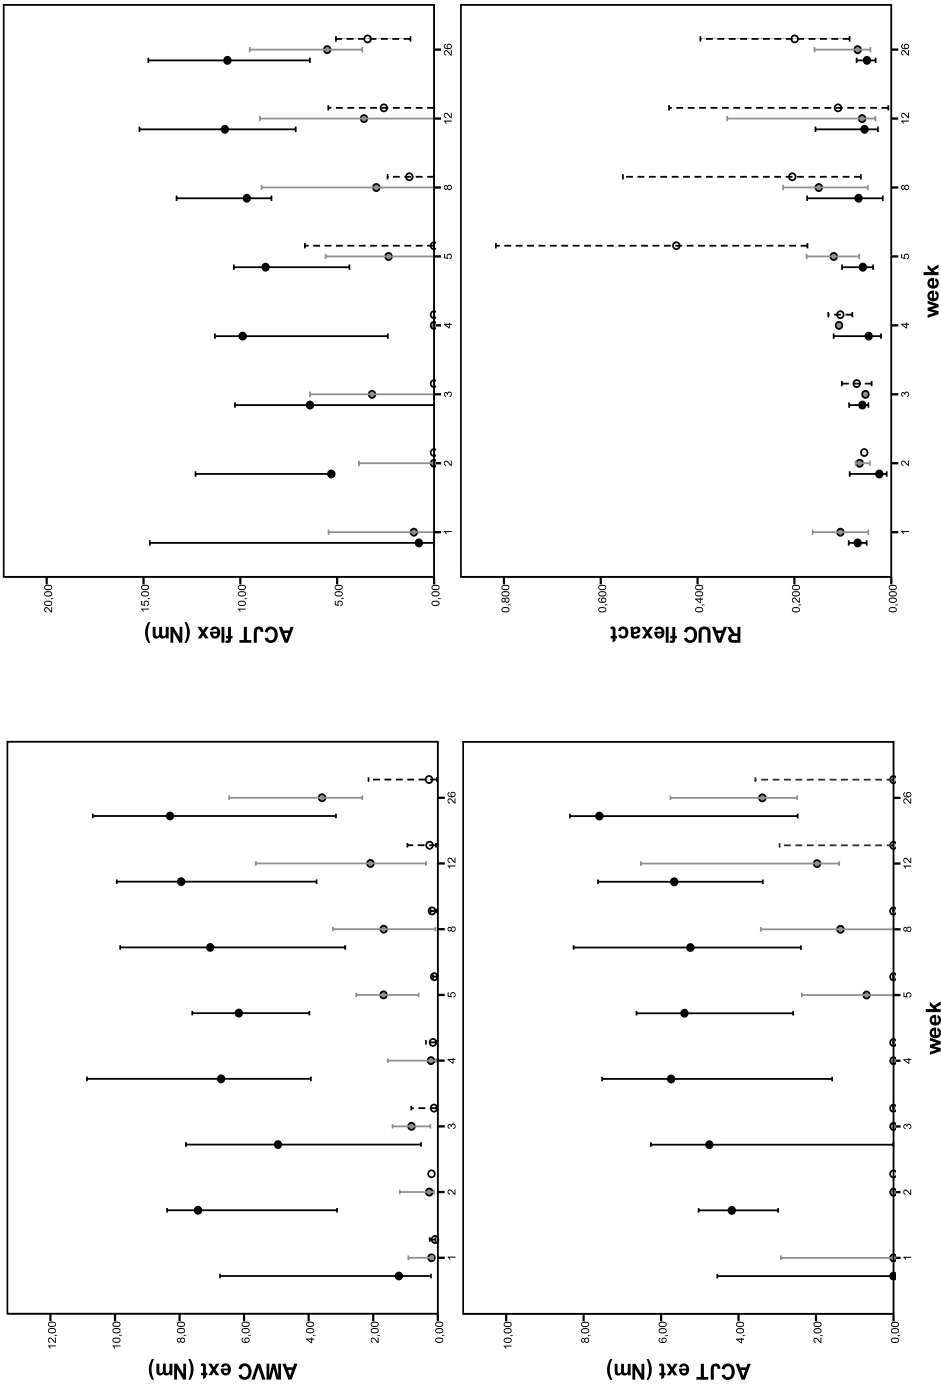 AMVC ext (Nm)
12,00
10,00
8,00
6,00
4,00
2,00
0,00
1 2 3 4 5 8 12 26
ACJT flex (Nm)
20,00
15,00
10,00
5,00
0,00
1 2 3 4 5 8 12 26
ACJT ext (Nm)
10,00
8,00
6,00
4,00
2,00
0,00
1 2 3 4 5 8 12 26
week
RAUC flexact
0,800
0,600
0,400
0,200
0,000
1 2 3 4 5 8 12 26
week